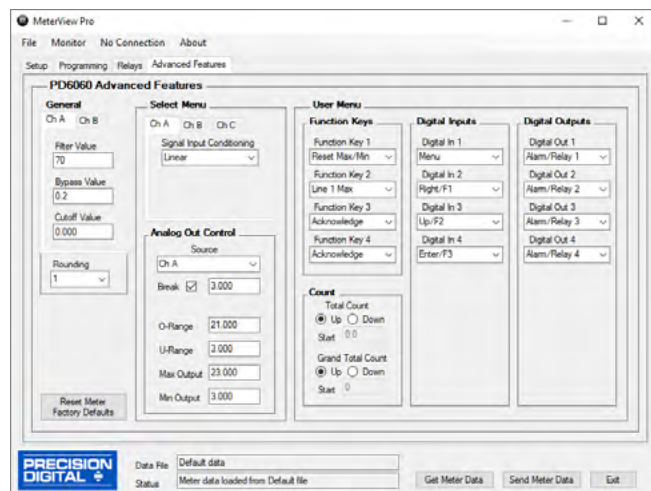 MeterView Pro
File Monitor No Connection About
Setup Programming Relays Advanced Features
PD6060 Advanced Features
General
Ch A Ch B
Filter Value
70
Bypass Value
0.2
Cutoff Value
0.000
Rounding
1
Reset Meter
Factory Defaults
Select Menu
Ch A Ch B Ch C
Signal Input Conditioning
Linear
Analog Out Control
Source
Ch A
Break 3.000
O-Range 21.000
U-Range 3.000
Max Output 23.000
Min Output 3.000
User Menu
Function Keys
Function Key 1
Reset Max/Min
Function Key 2
Line 1 Max
Function Key 3
Acknowledge
Function Key 4
Acknowledge
Count
Total Count
Up Down
Start 0.0
Grand Total Count
Up Down
Start 0
Digital Inputs
Digital In 1
Menu
Digital In 2
Right/F1
Digital In 3
Up/F2
Digital In 4
Enter/F3
Digital Outputs
Digital Out 1
Alarm/Relay 1
Digital Out 2
Alarm/Relay 2
Digital Out 3
Alarm/Relay 3
Digital Out 4
Alarm/Relay 4
PRECISION
DIGITAL
Data File Default data
Status Meter data loaded from Default file
Get Meter Data Send Meter Data Exit